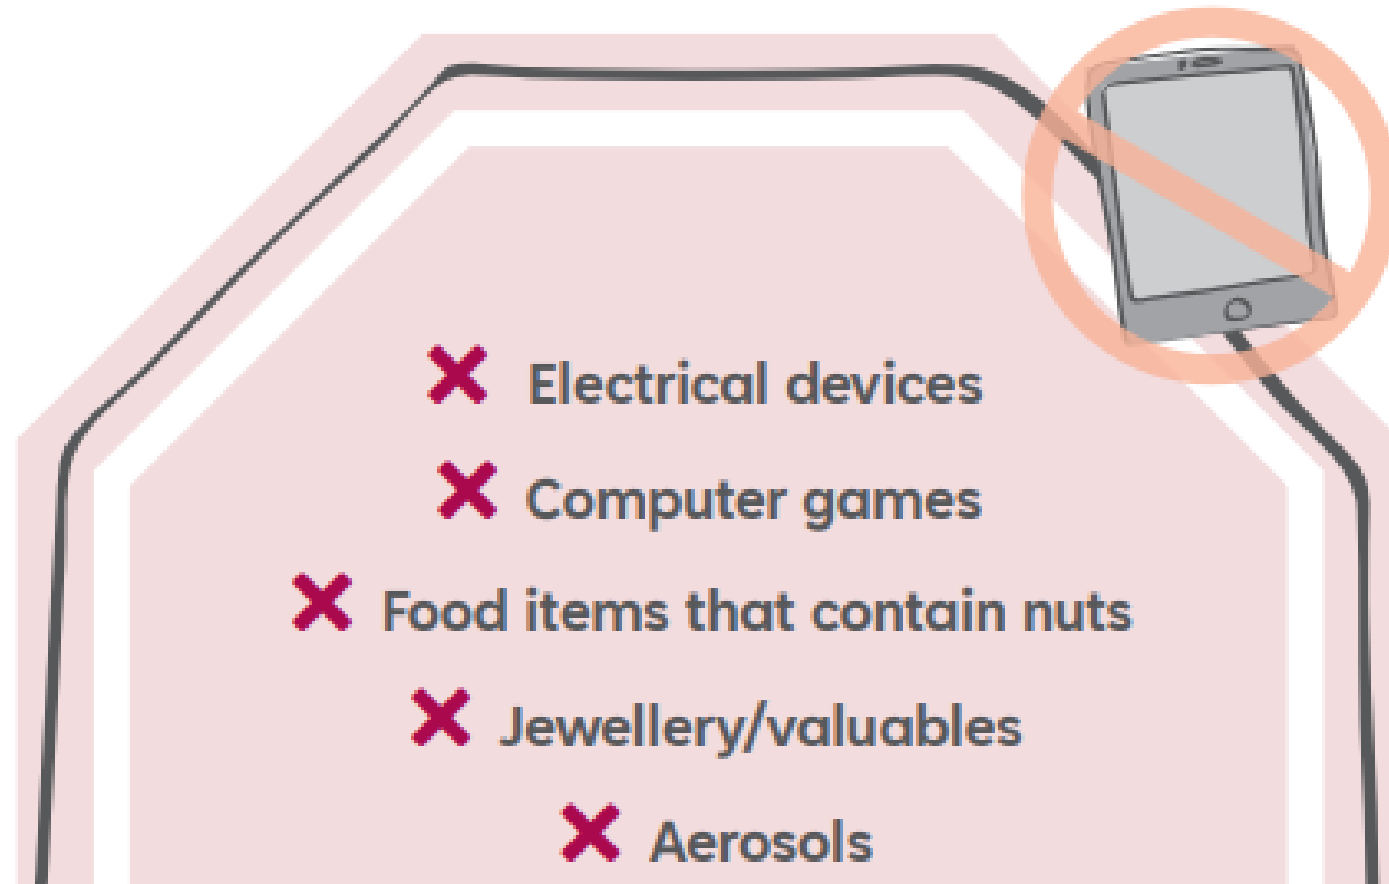 Electrical devices
Computer games
Food items that contain nuts
Jewellery/valuables
Aerosols